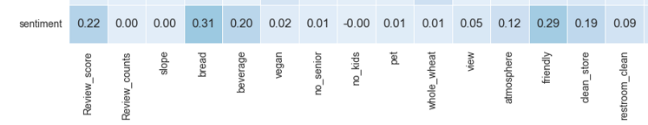 sentiment 0.22 0.00 0.00 0.31 0.20 0.02 0.01 -0.00 0.01 0.01 0.05 0.12 0.29 0.19 0.09
Review_score
Review_counts
slope
bread
beverage
vegan
no_senior
no_kids
pet
whole_wheat
view
atmosphere
friendly
clean_store
restroom_clean